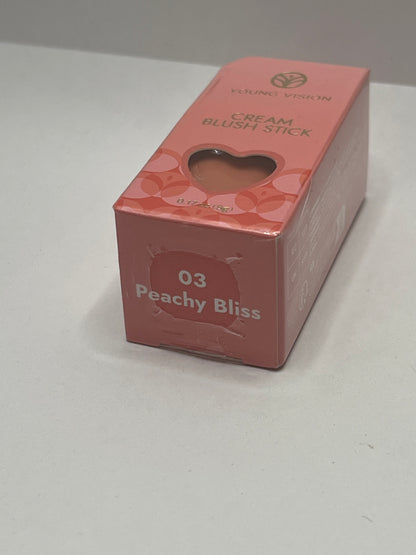 YOUNG VISION
CREAM
BLUSH STICK
03
Peachy Bliss